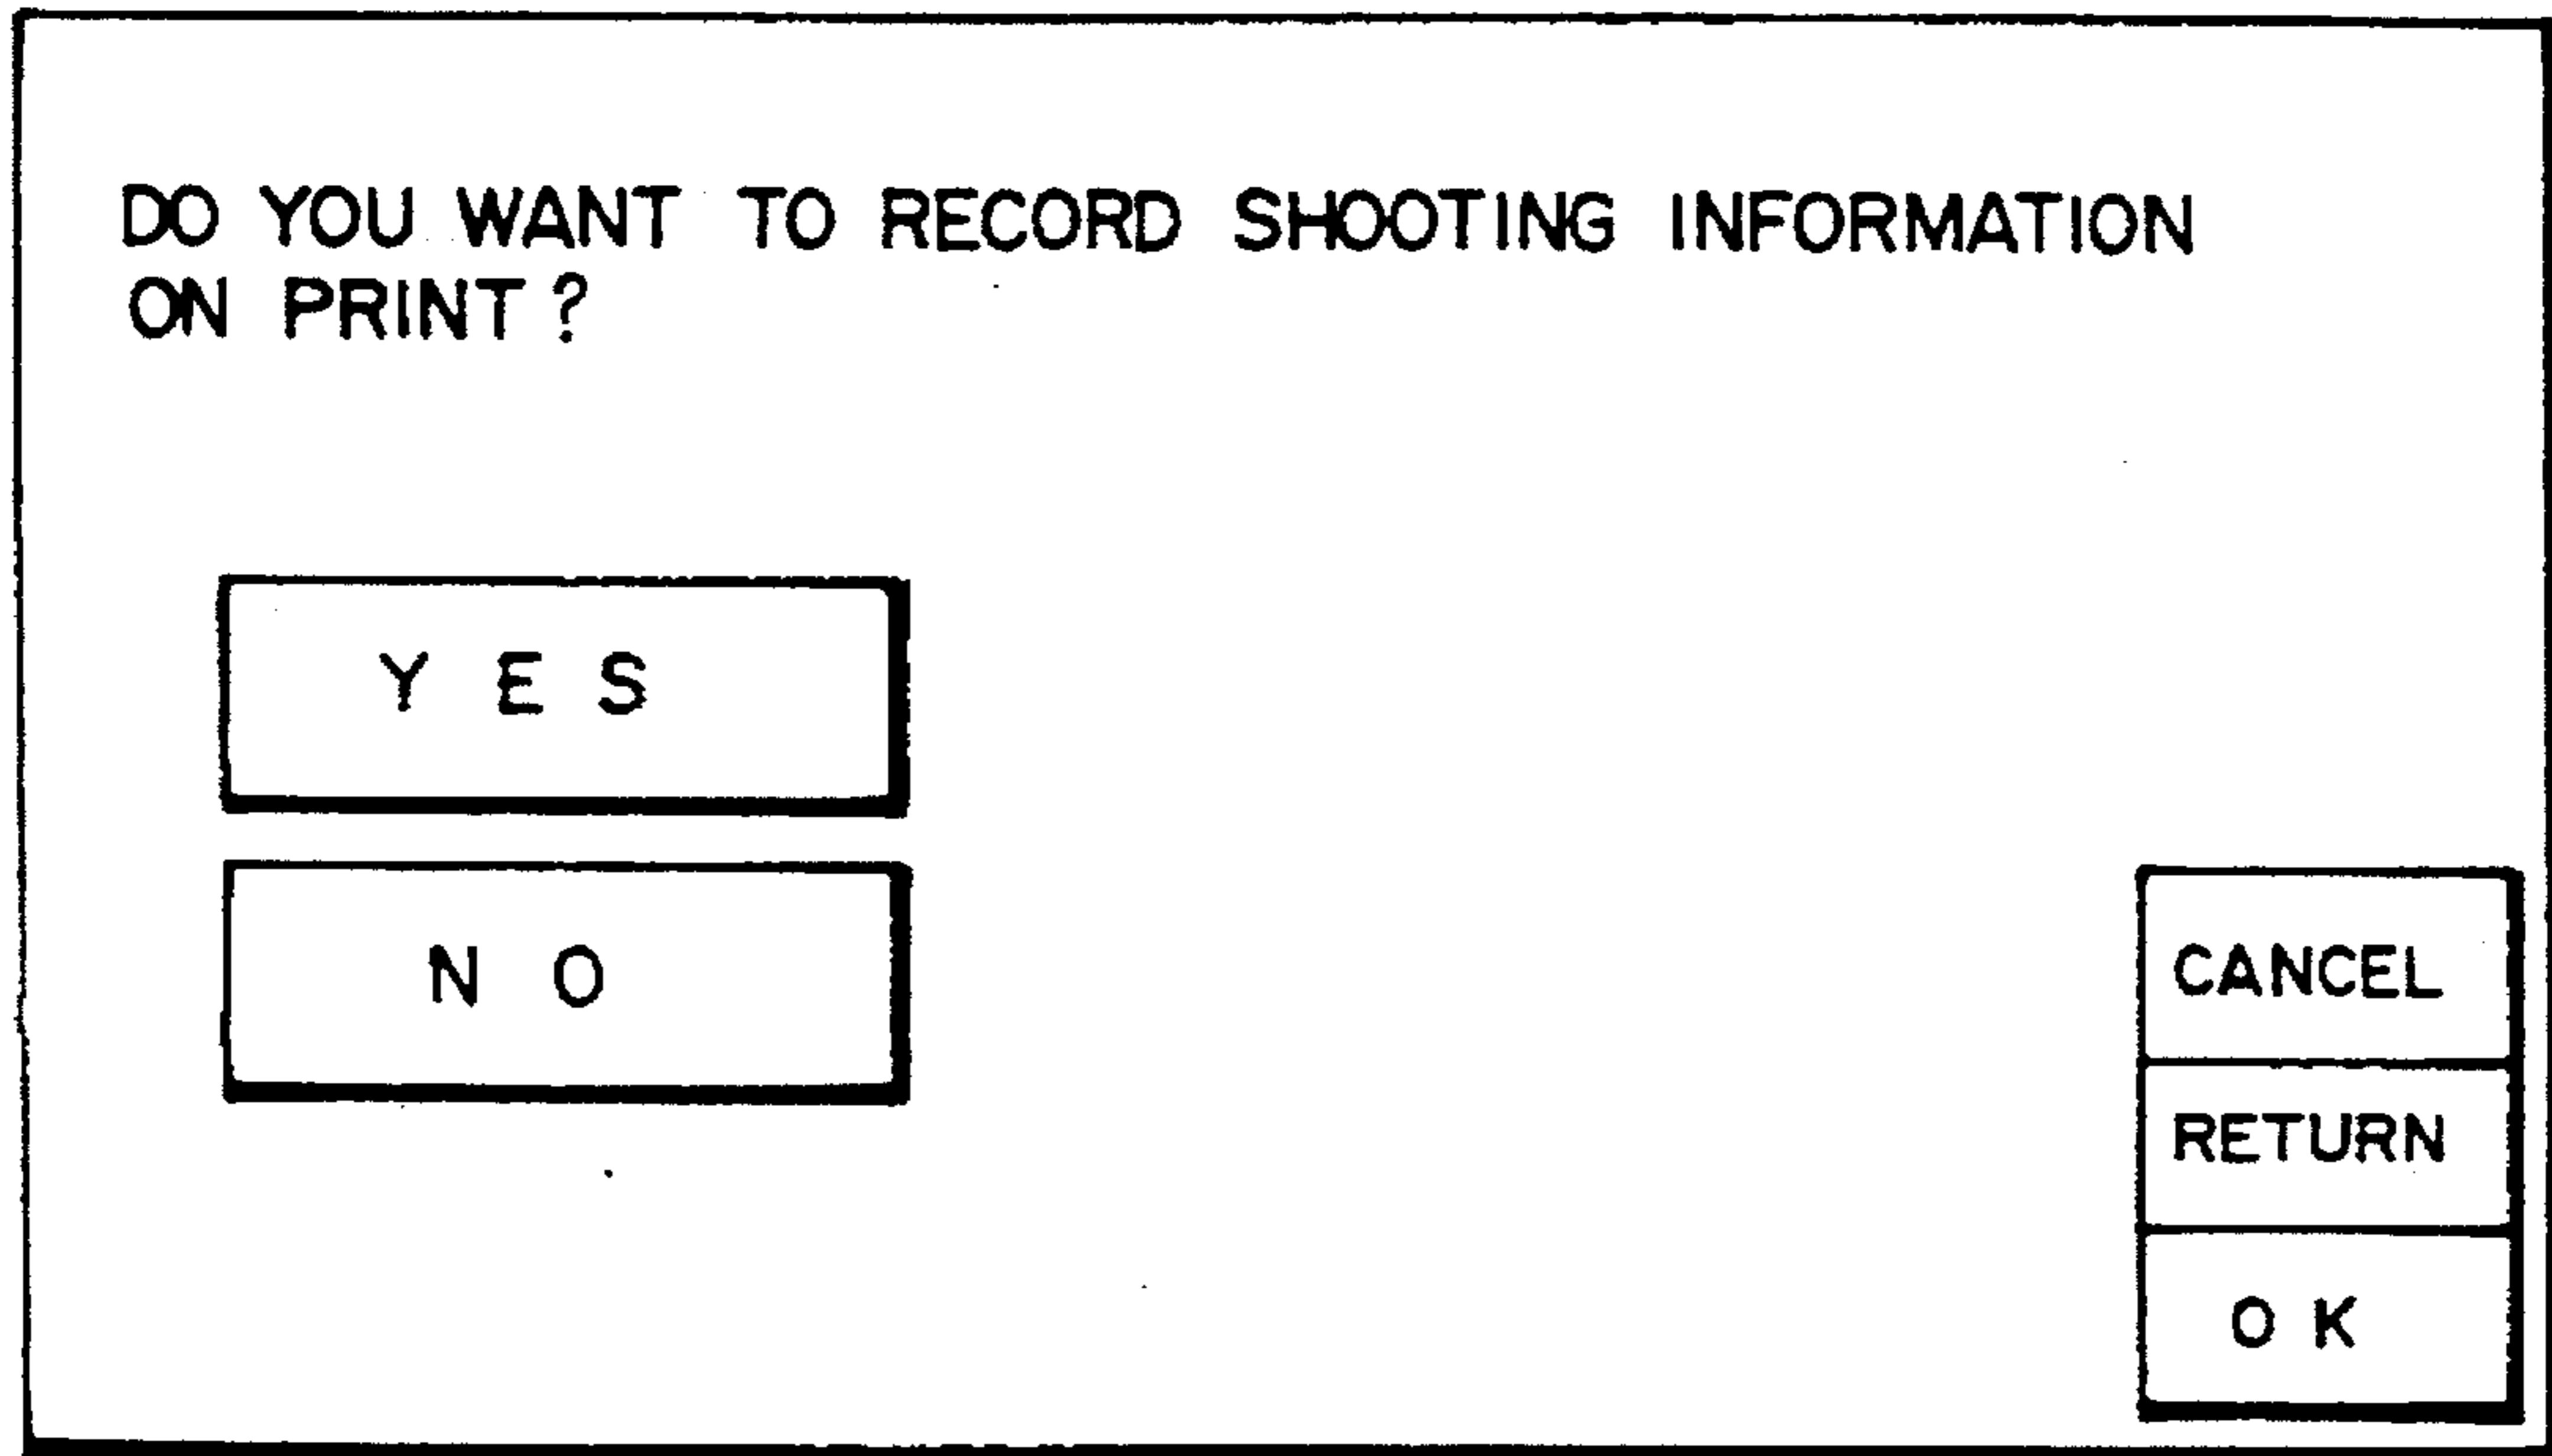 DO YOU WANT TO RECORD SHOOTING INFORMATION
ON PRINT?
YES
NO
CANCEL
RETURN
OK